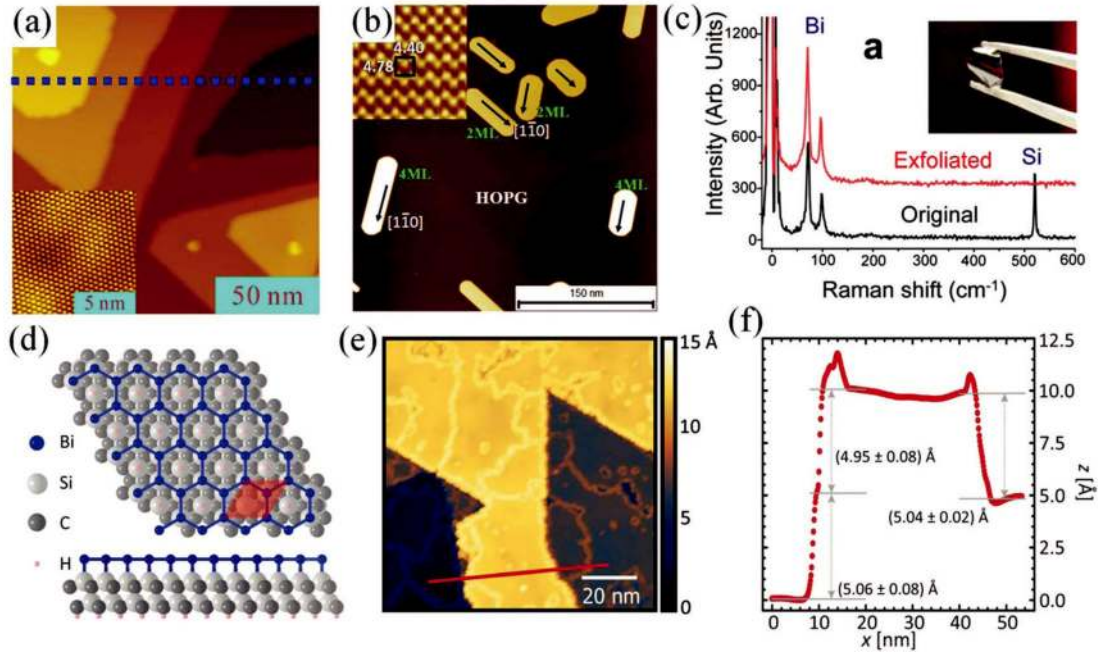 (a)
5 nm
50 nm
(b)
4.40
4.78
2ML
2ML
[11̄0]
4ML
HOPG
4ML
[11̄0]
150 nm
(c)
Intensity (Arb. Units)
1200
900
600
300
0
Bi
a
Exfoliated
Si
Original
0 100 200 300 400 500 600
Raman shift (cm-1)
(d)
Bi
Si
C
H
(e)
15 Å
10
5
0
20 nm
(f)
12.5
10.0
7.5
5.0
2.5
0.0
z [Å]
(4.95 ± 0.08) Å
(5.04 ± 0.02) Å
(5.06 ± 0.08) Å
0 10 20 30 40 50
x [nm]